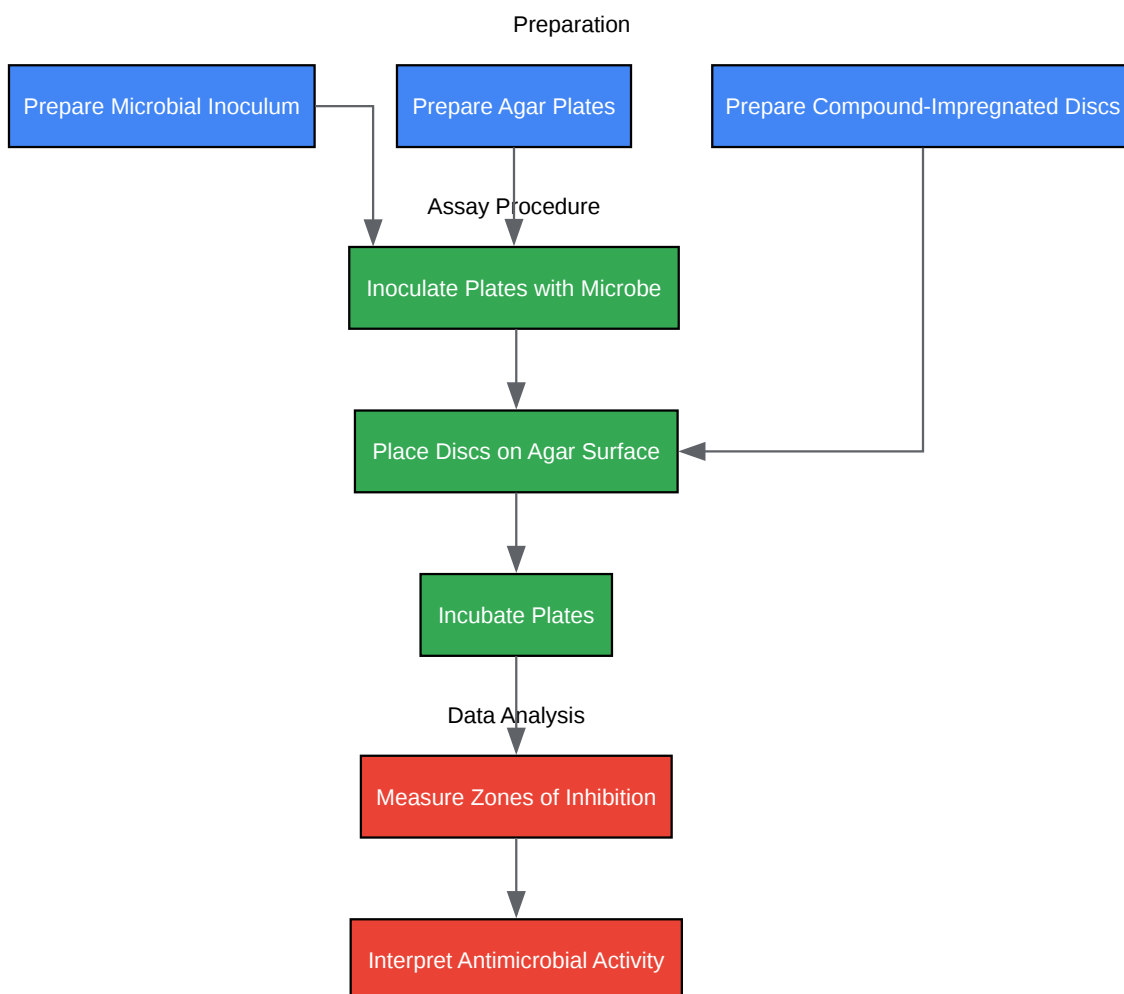 Preparation
Prepare Microbial Inoculum
Prepare Agar Plates
Prepare Compound-Impregnated Discs
Assay Procedure
Inoculate Plates with Microbe
Place Discs on Agar Surface
Incubate Plates
Data Analysis
Measure Zones of Inhibition
Interpret Antimicrobial Activity